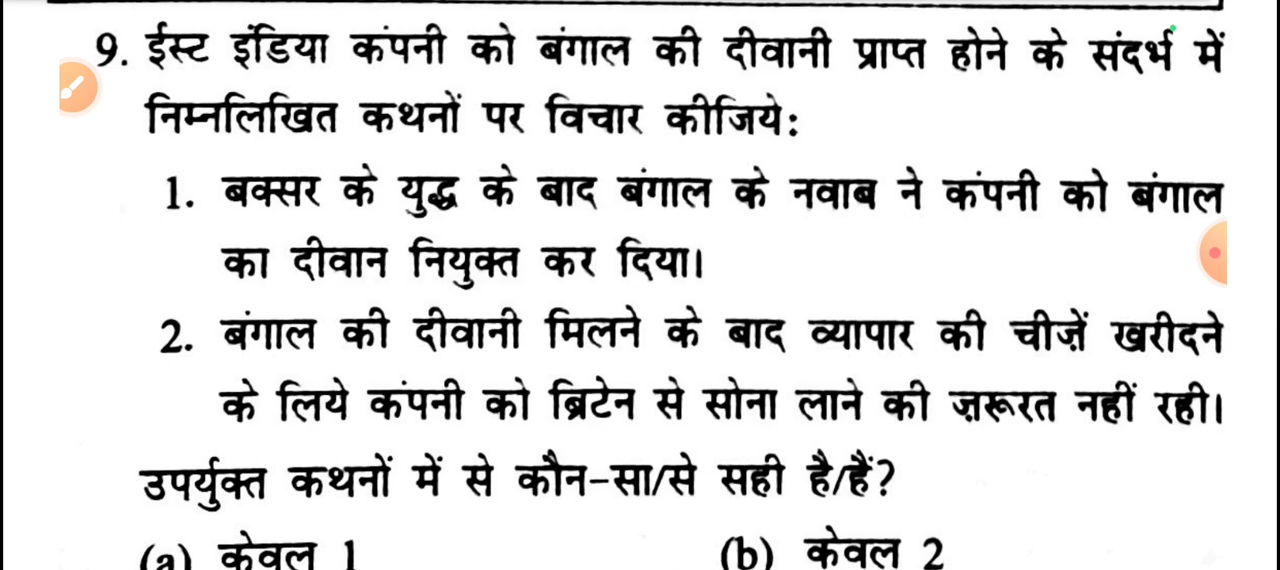 9. ईस्ट इंडिया कंपनी को बंगाल की दीवानी प्राप्त होने के संदर्भ में
निम्नलिखित कथनों पर विचार कीजिये:
1. बक्सर के युद्ध के बाद बंगाल के नवाब ने कंपनी को बंगाल
का दीवान नियुक्त कर दिया।
2. बंगाल की दीवानी मिलने के बाद व्यापार की चीज़ें खरीदने
के लिये कंपनी को ब्रिटेन से सोना लाने की ज़रूरत नहीं रही।
उपर्युक्त कथनों में से कौन-सा/से सही है/हैं?
(a) केवल 1 (b) केवल 2